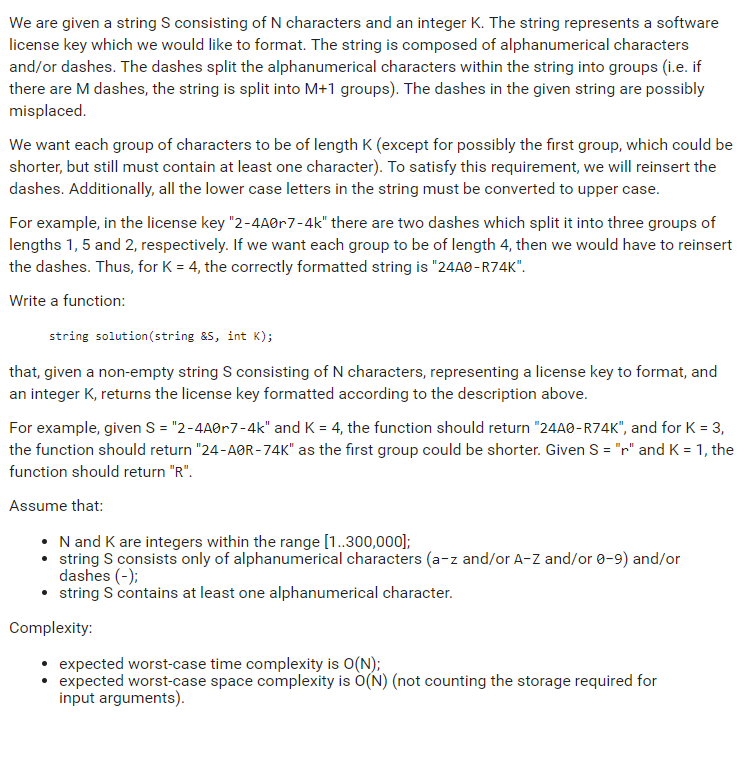 We are given a string S consisting of N characters and an integer K. The string represents a software
license key which we would like to format. The string is composed of alphanumerical characters
and/or dashes. The dashes split the alphanumerical characters within the string into groups (i.e. if
there are M dashes, the string is split into M+1 groups). The dashes in the given string are possibly
misplaced.
We want each group of characters to be of length K (except for possibly the first group, which could be
shorter, but still must contain at least one character). To satisfy this requirement, we will reinsert the
dashes. Additionally, all the lower case letters in the string must be converted to upper case.
For example, in the license key "2-4A0r7-4k" there are two dashes which split it into three groups of
lengths 1, 5 and 2, respectively. If we want each group to be of length 4, then we would have to reinsert
the dashes. Thus, for K = 4, the correctly formatted string is "24A0-R74K".
Write a function:
string solution(string &S, int K);
that, given a non-empty string S consisting of N characters, representing a license key to format, and
an integer K, returns the license key formatted according to the description above.
For example, given S = "2-4A0r7-4k" and K = 4, the function should return "24A0-R74K", and for K = 3,
the function should return "24-A0R-74K" as the first group could be shorter. Given S = "r" and K = 1, the
function should return "R".
Assume that:
• N and K are integers within the range [1..300,000];
• string S consists only of alphanumerical characters (a-z and/or A-Z and/or 0-9) and/or
dashes (-);
• string S contains at least one alphanumerical character.
Complexity:
• expected worst-case time complexity is O(N);
• expected worst-case space complexity is O(N) (not counting the storage required for
input arguments).